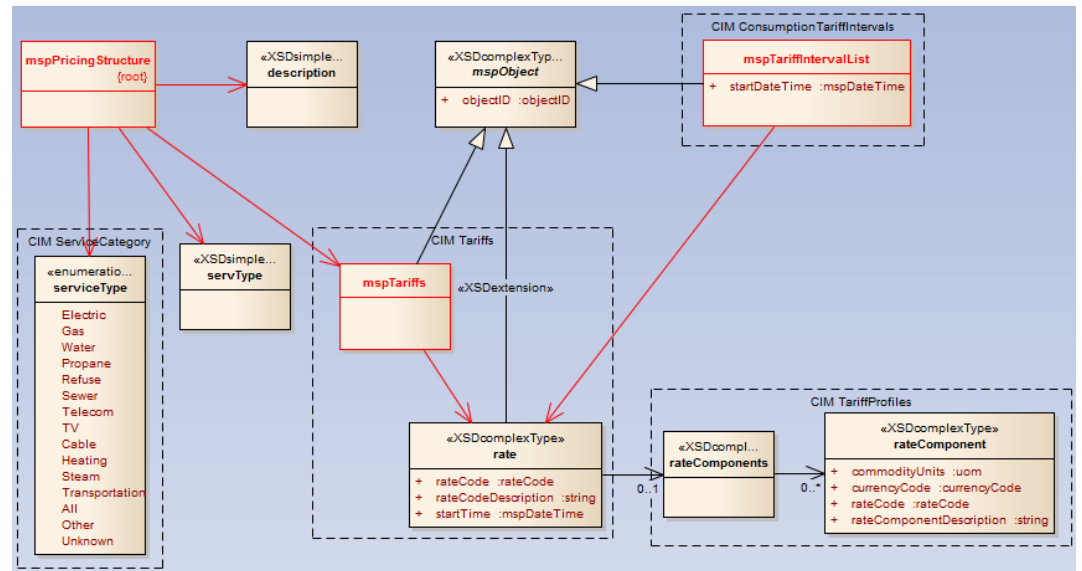 CIM ConsumptionTariffIntervals
mspPricingStructure
{root}
«XSDsimple...
description
«XSDcomplexTyp...
mspObject
+ objectID :objectID
mspTariffIntervalList
+ startDateTime :mspDateTime
CIM ServiceCategory
«enumeratio...
serviceType
Electric
Gas
Water
Propane
Refuse
Sewer
Telecom
TV
Cable
Heating
Steam
Transportation
All
Other
Unknown
«XSDsimple...
servType
CIM Tariffs
mspTariffs
«XSDextension»
«XSDcomplexType»
rate
+ rateCode :rateCode
+ rateCodeDescription :string
+ startTime :mspDateTime
0..1
CIM TariffProfiles
«XSDcompl...
rateComponents
0..*
«XSDcomplexType»
rateComponent
+ commodityUnits :uom
+ currencyCode :currencyCode
+ rateCode :rateCode
+ rateComponentDescription :string